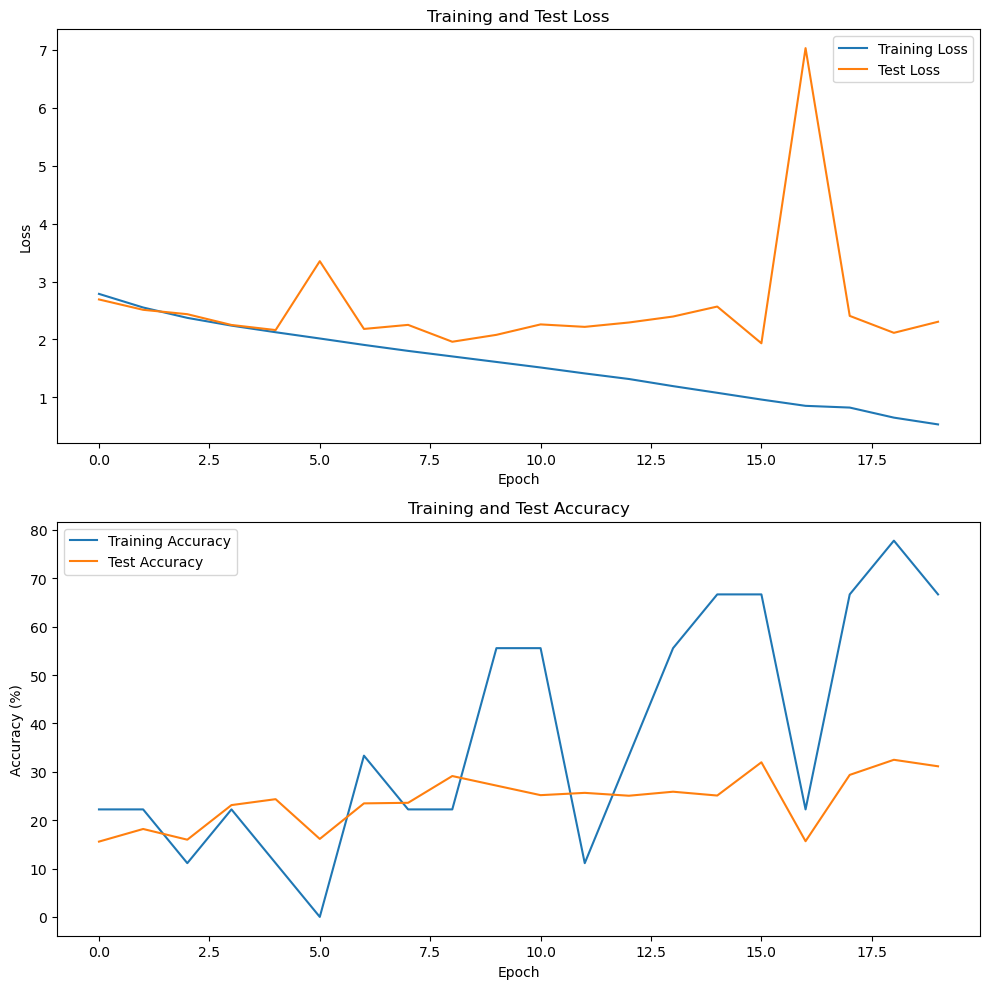 Training and Test Loss
Training Loss
Test Loss
Loss
7
6
5
4
3
2
1
0.0 2.5 5.0 7.5 10.0 12.5 15.0 17.5
Epoch
Training and Test Accuracy
Training Accuracy
Test Accuracy
Accuracy (%)
80
70
60
50
40
30
20
10
0
0.0 2.5 5.0 7.5 10.0 12.5 15.0 17.5
Epoch